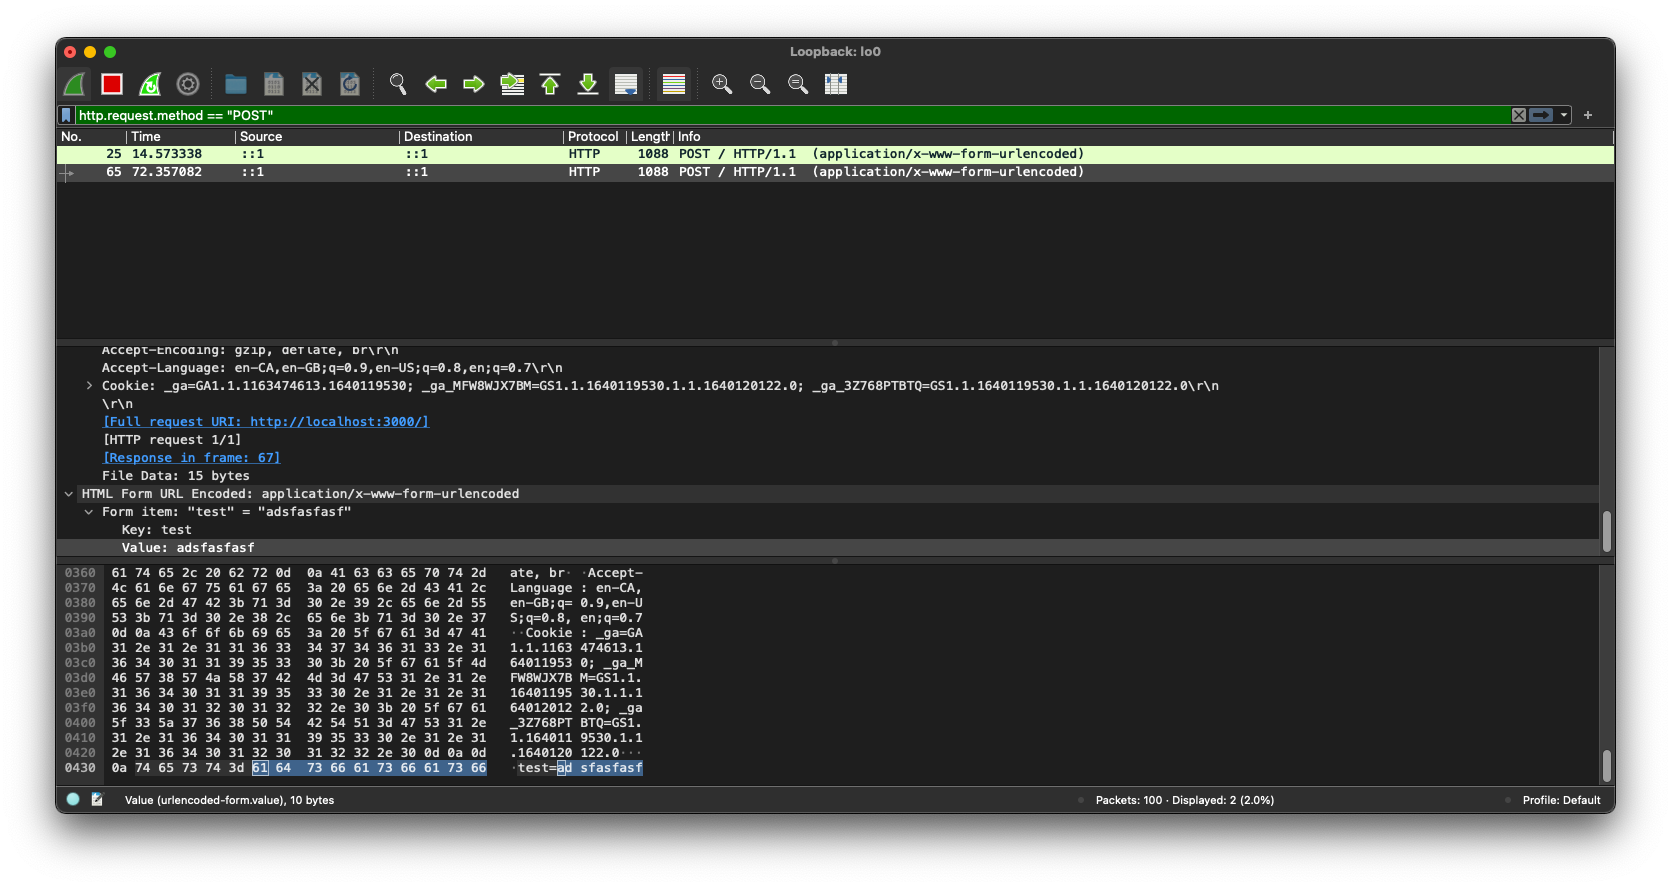 Loopback: lo0
http.request.method == "POST"
No. Time Source Destination Protocol Length Info
25 14.573338 ::1 ::1 HTTP 1088 POST / HTTP/1.1 (application/x-www-form-urlencoded)
65 72.357082 ::1 ::1 HTTP 1088 POST / HTTP/1.1 (application/x-www-form-urlencoded)
Accept-Encoding: gzip, deflate, br\r\n
Accept-Language: en-CA,en-GB;q=0.9,en-US;q=0.8,en;q=0.7\r\n
Cookie: _ga=GA1.1.1163474613.1640119530; _ga_MFW8WJX7BM=GS1.1.1640119530.1.1.1640120122.0; _ga_3Z768PTBTQ=GS1.1.1640119530.1.1.1640120122.0\r\n
\r\n
[Full request URI: http://localhost:3000/]
[HTTP request 1/1]
[Response in frame: 67]
File Data: 15 bytes
HTML Form URL Encoded: application/x-www-form-urlencoded
Form item: "test" = "adsfasfasf"
Key: test
Value: adsfasfasf
0360 61 74 65 2c 20 62 72 0d 0a 41 63 63 65 70 74 2d ate, br· ·Accept-
0370 4c 61 6e 67 75 61 67 65 3a 20 65 6e 2d 43 41 2c Language : en-CA,
0380 65 6e 2d 47 42 3b 71 3d 30 2e 39 2c 65 6e 2d 55 en-GB;q= 0.9,en-U
0390 53 3b 71 3d 30 2e 38 2c 65 6e 3b 71 3d 30 2e 37 S;q=0.8, en;q=0.7
03a0 0d 0a 43 6f 6f 6b 69 65 3a 20 5f 67 61 3d 47 41 ··Cookie : _ga=GA
03b0 31 2e 31 2e 31 31 36 33 34 37 34 36 31 33 2e 31 1.1.1163 474613.1
03c0 36 34 30 31 31 39 35 33 30 3b 20 5f 67 61 5f 4d 64011953 0; _ga_M
03d0 46 57 38 57 4a 58 37 42 4d 3d 47 53 31 2e 31 2e FW8WJX7B M=GS1.1.
03e0 31 36 34 30 31 31 39 35 33 30 2e 31 2e 31 2e 31 16401195 30.1.1.1
03f0 36 34 30 31 32 30 31 32 32 2e 30 3b 20 5f 67 61 64012012 2.0; _ga
0400 5f 33 5a 37 36 38 50 54 42 54 51 3d 47 53 31 2e _3Z768PT BTQ=GS1.
0410 31 2e 31 36 34 30 31 31 39 35 33 30 2e 31 2e 31 1.164011 9530.1.1
0420 2e 31 36 34 30 31 32 30 31 32 32 2e 30 0d 0a 0d .1640120 122.0···
0430 0a 74 65 73 74 3d 61 64 73 66 61 73 66 61 73 66 ·test=ad sfasfasf
Value (urlencoded-form.value), 10 bytes Packets: 100 · Displayed: 2 (2.0%) Profile: Default